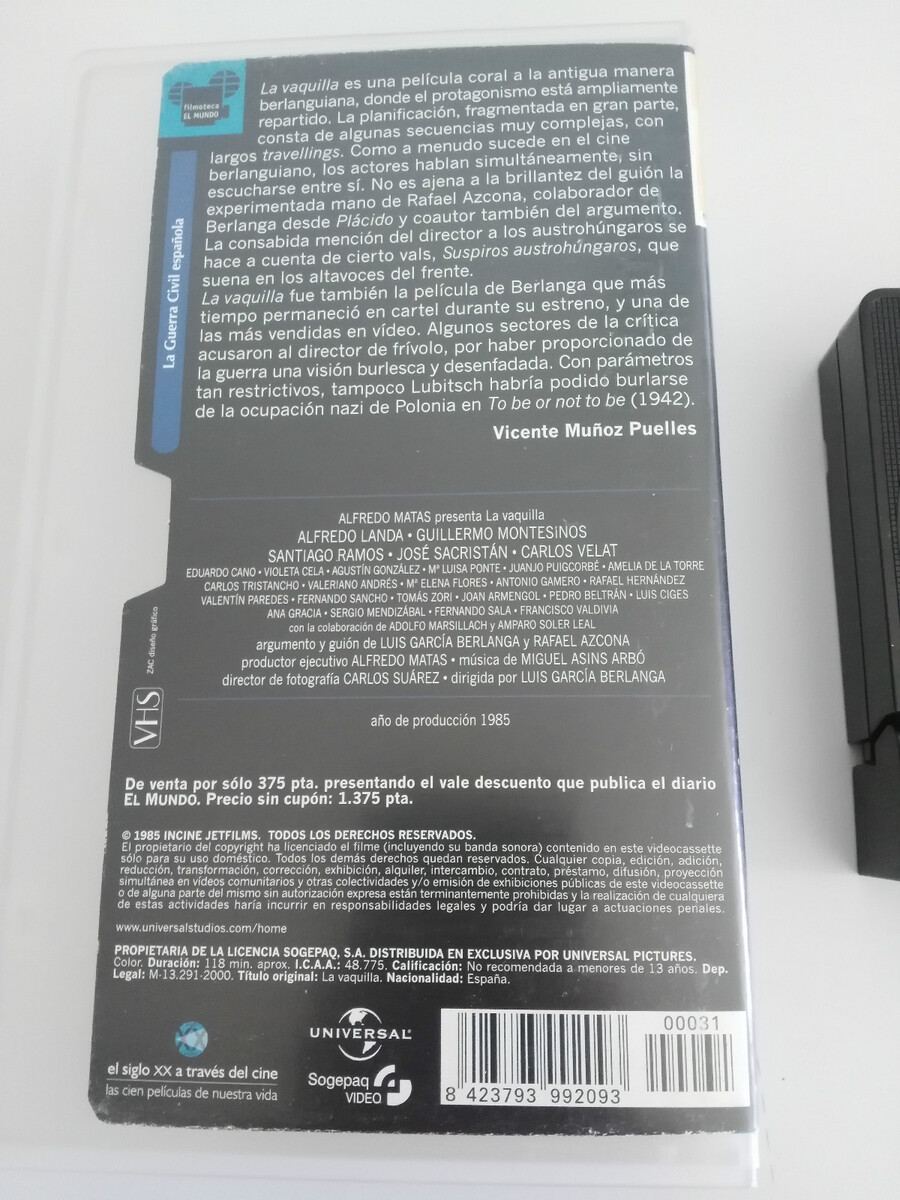 filmoteca
EL MUNDO
La Guerra Civil española
La vaquilla es una película coral a la antigua manera
berlanguiana, donde el protagonismo está ampliamente
repartido. La planificación, fragmentada en gran parte,
consta de algunas secuencias muy complejas, con
largos travellings. Como a menudo sucede en el cine
berlanguiano, los actores hablan simultáneamente, sin
escucharse entre sí. No es ajena a la brillantez del guión la
experimentada mano de Rafael Azcona, colaborador de
Berlanga desde Plácido y coautor también del argumento.
La consabida mención del director a los austrohúngaros se
hace a cuenta de cierto vals, Suspiros austrohúngaros, que
suena en los altavoces del frente.
La vaquilla fue también la película de Berlanga que más
tiempo permaneció en cartel durante su estreno, y una de
las más vendidas en vídeo. Algunos sectores de la crítica
acusaron al director de frívolo, por haber proporcionado de
la guerra una visión burlesca y desenfadada. Con parámetros
tan restrictivos, tampoco Lubitsch habría podido burlarse
de la ocupación nazi de Polonia en To be or not to be (1942).
Vicente Muñoz Puelles
ALFREDO MATAS presenta La vaquilla
ALFREDO LANDA • GUILLERMO MONTESINOS
SANTIAGO RAMOS • JOSÉ SACRISTÁN • CARLOS VELAT
EDUARDO CANO • VIOLETA CELA • AGUSTÍN GONZÁLEZ • Mª LUISA PONTE • JUANJO PUIGCORBÉ • AMELIA DE LA TORRE
CARLOS TRISTANCHO • VALERIANO ANDRÉS • Mª ELENA FLORES • ANTONIO GAMERO • RAFAEL HERNÁNDEZ
VALENTÍN PAREDES • FERNANDO SANCHO • TOMÁS ZORI • JOAN ARMENGOL • PEDRO BELTRÁN • LUIS CIGES
ANA GRACIA • SERGIO MENDIZÁBAL • FERNANDO SALA • FRANCISCO VALDIVIA
con la colaboración de ADOLFO MARSILLACH y AMPARO SOLER LEAL
argumento y guión de LUIS GARCÍA BERLANGA y RAFAEL AZCONA
productor ejecutivo ALFREDO MATAS • música de MIGUEL ASINS ARBÓ
director de fotografía CARLOS SUÁREZ • dirigida por LUIS GARCÍA BERLANGA
año de producción 1985
ZAC diseño gráfico
VHS
De venta por sólo 375 pta. presentando el vale descuento que publica el diario
EL MUNDO. Precio sin cupón: 1.375 pta.
© 1985 INCINE JETFILMS. TODOS LOS DERECHOS RESERVADOS.
El propietario del copyright ha licenciado el filme (incluyendo su banda sonora) contenido en este videocassette
sólo para su uso doméstico. Todos los demás derechos quedan reservados. Cualquier copia, edición, adición,
reducción, transformación, corrección, exhibición, alquiler, intercambio, contrato, préstamo, difusión, proyección
simultánea en vídeos comunitarios y otras colectividades y/o emisión de exhibiciones públicas de este videocassette
o de alguna parte del mismo sin autorización expresa están terminantemente prohibidas y la realización de cualquiera
de estas actividades haría incurrir en responsabilidades legales y podría dar lugar a actuaciones penales.
www.universalstudios.com/home
PROPIETARIA DE LA LICENCIA SOGEPAQ, S.A. DISTRIBUIDA EN EXCLUSIVA POR UNIVERSAL PICTURES.
Color. Duración: 118 min. aprox. I.C.A.A.: 48.775. Calificación: No recomendada a menores de 13 años. Dep.
Legal: M-13.291-2000. Título original: La vaquilla. Nacionalidad: España.
XX
el siglo XX a través del cine
las cien películas de nuestra vida
UNIVERSAL
Sogepaq
VIDEO
00031
8 423793 992093